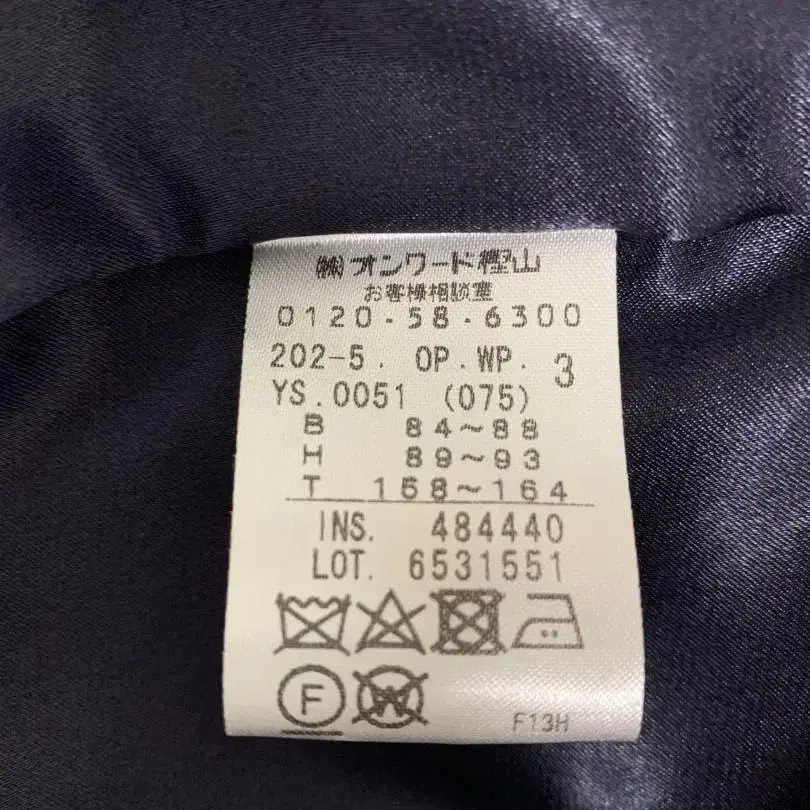 ㈱オンワード樫山
お客様相談室
0120-58-6300
202-5. OP.WP. 3
YS.0051 (075)
B 84~88
H 89~93
T 158~164
INS. 484440
LOT. 6531551
F W
F13H